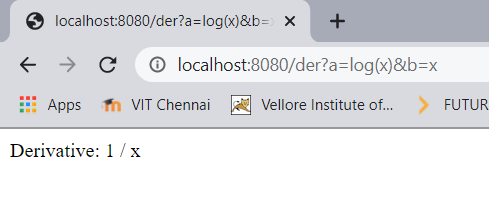 localhost:8080/der?a=log(x)&b=
localhost:8080/der?a=log(x)&b=x
Apps VIT Chennai Vellore Institute of... FUTUR
Derivative: 1 / x